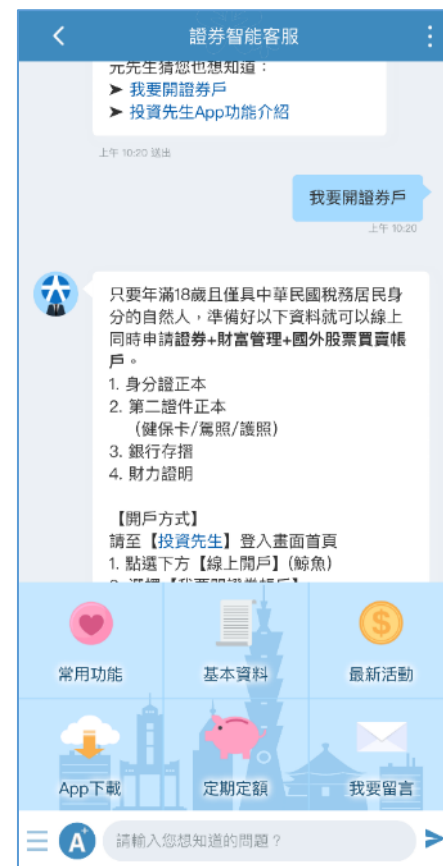 證券智能客服
元先生猜您也想知道：
➤ 我要開證券戶
➤ 投資先生App功能介紹
上午 10:20 送出
我要開證券戶
上午 10:20
只要年滿18歲且僅具中華民國稅務居民身
分的自然人，準備好以下資料就可以線上
同時申請證券+財富管理+國外股票買賣帳
戶。
1. 身分證正本
2. 第二證件正本
（健保卡/駕照/護照）
3. 銀行存摺
4. 財力證明
【開戶方式】
請至【投資先生】登入畫面首頁
1. 點選下方【線上開戶】(鯨魚)
常用功能
基本資料
最新活動
App下載
定期定額
我要留言
A+
請輸入您想知道的問題？